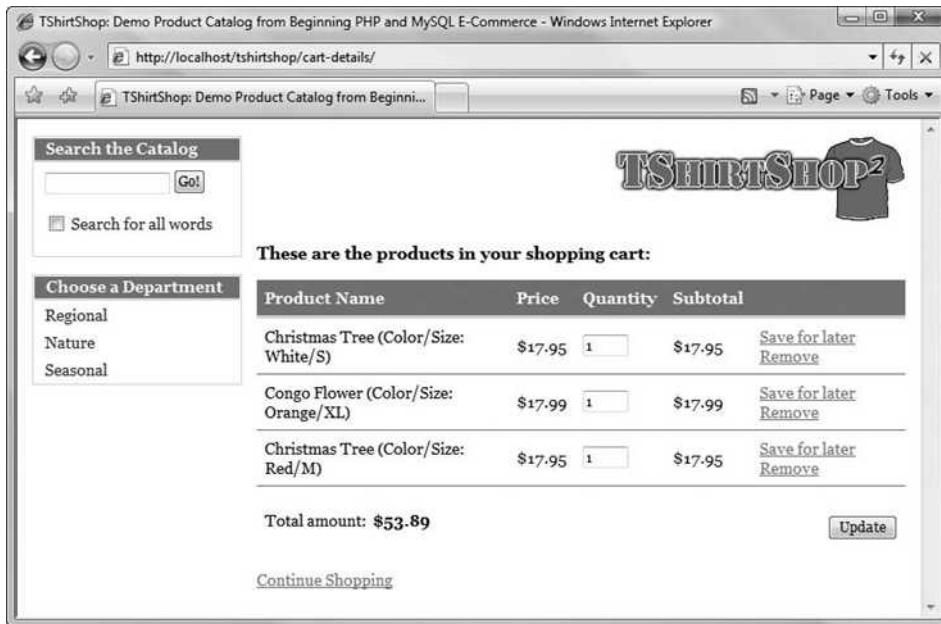 TShirtShop: Demo Product Catalog from Beginning PHP and MySQL E-Commerce - Windows Internet Explorer
http://localhost/tshirtshop/cart-details/
TShirtShop: Demo Product Catalog from Beginni...
Page
Tools
TShirtShop²
Search the Catalog
Go!
Search for all words
Choose a Department
Regional
Nature
Seasonal
These are the products in your shopping cart:
Product Name Price Quantity Subtotal
Christmas Tree (Color/Size:
White/S) $17.95 1 $17.95 Save for later
Remove
Congo Flower (Color/Size:
Orange/XL) $17.99 1 $17.99 Save for later
Remove
Christmas Tree (Color/Size:
Red/M) $17.95 1 $17.95 Save for later
Remove
Total amount: $53.89
Update
Continue Shopping